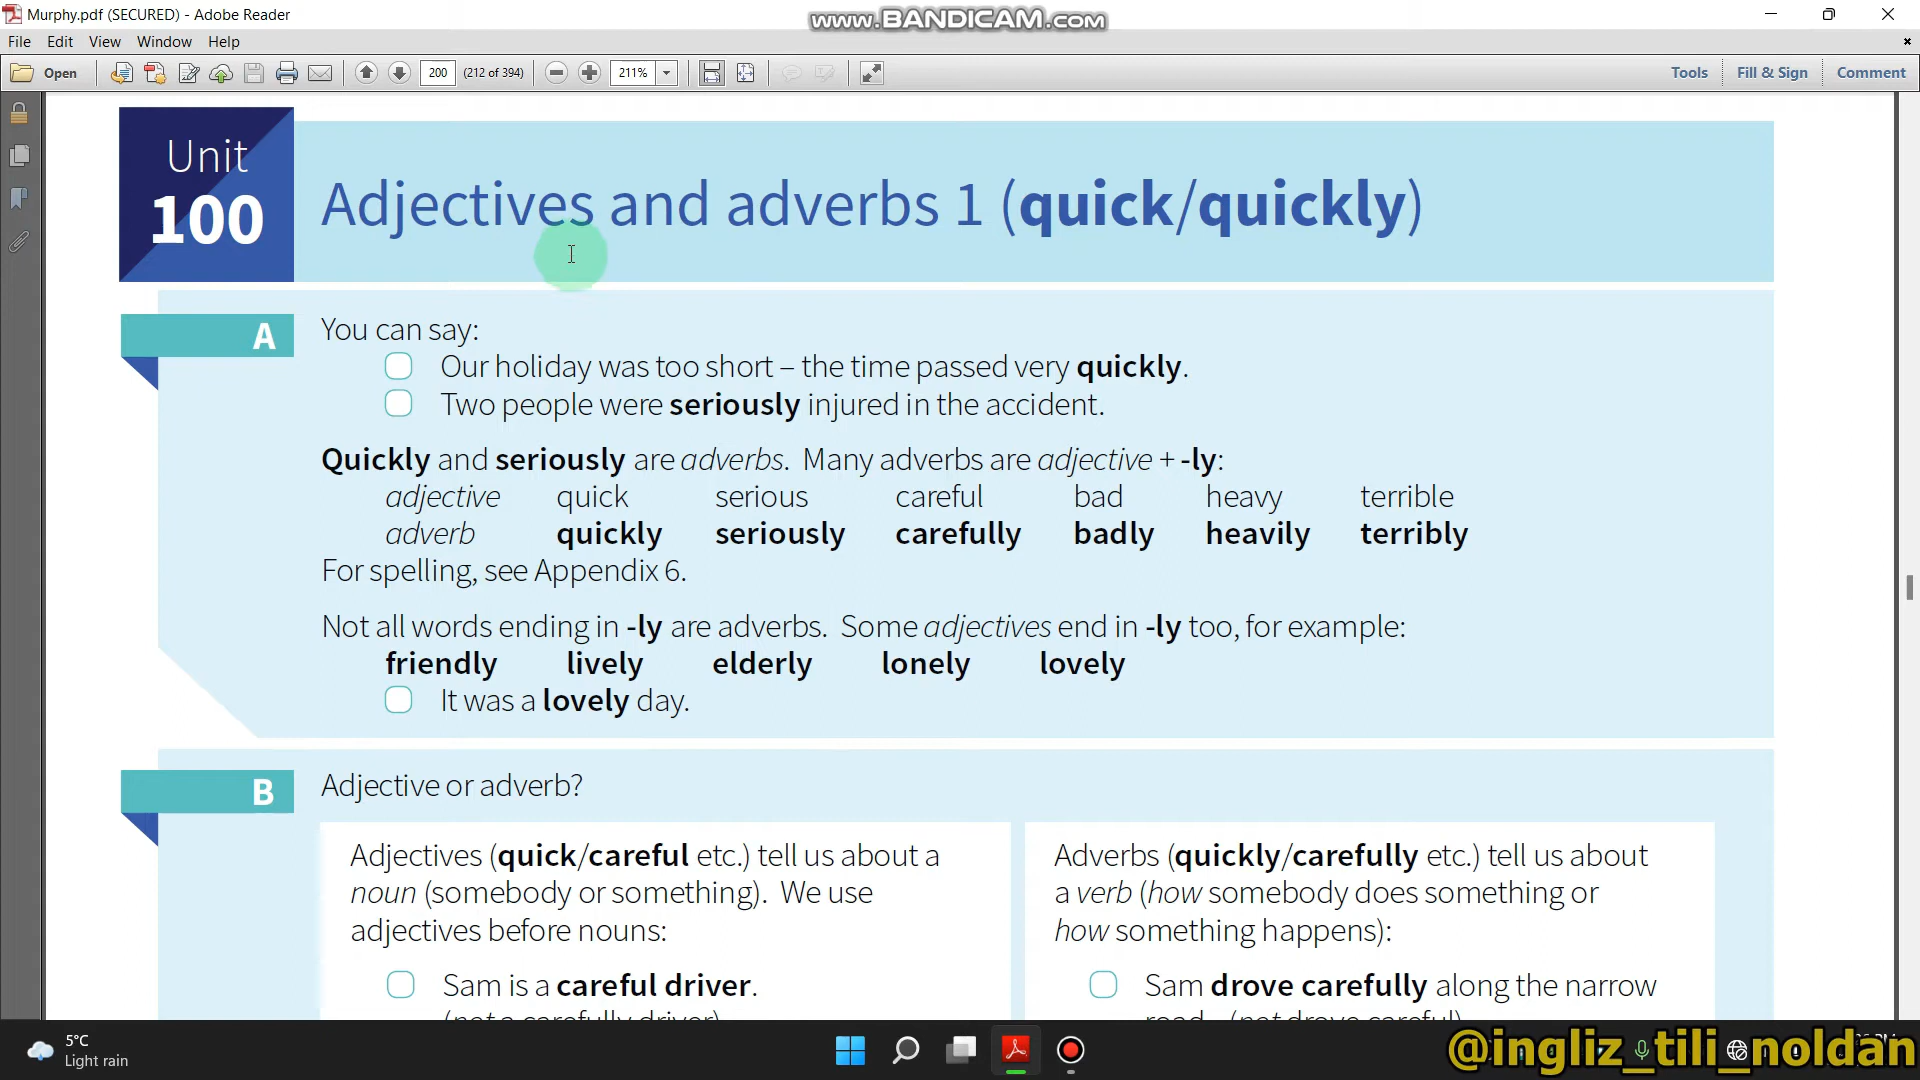 Murphy.pdf (SECURED) - Adobe Reader
www.BANDICAM.com
File Edit View Window Help
Open 200 (212 of 394) 211% Tools Fill & Sign Comment
Unit
100
Adjectives and adverbs 1 (quick/quickly)
A
You can say:
Our holiday was too short – the time passed very quickly.
Two people were seriously injured in the accident.
Quickly and seriously are adverbs. Many adverbs are adjective + -ly:
adjective quick serious careful bad heavy terrible
adverb quickly seriously carefully badly heavily terribly
For spelling, see Appendix 6.
Not all words ending in -ly are adverbs. Some adjectives end in -ly too, for example:
friendly lively elderly lonely lovely
It was a lovely day.
B
Adjective or adverb?
Adjectives (quick/careful etc.) tell us about a
noun (somebody or something). We use
adjectives before nouns:
Sam is a careful driver.
(not a carefully driver)
Adverbs (quickly/carefully etc.) tell us about
a verb (how somebody does something or
how something happens):
Sam drove carefully along the narrow
road. (not drove careful)
5°C
Light rain
@ingliz_tili_noldan